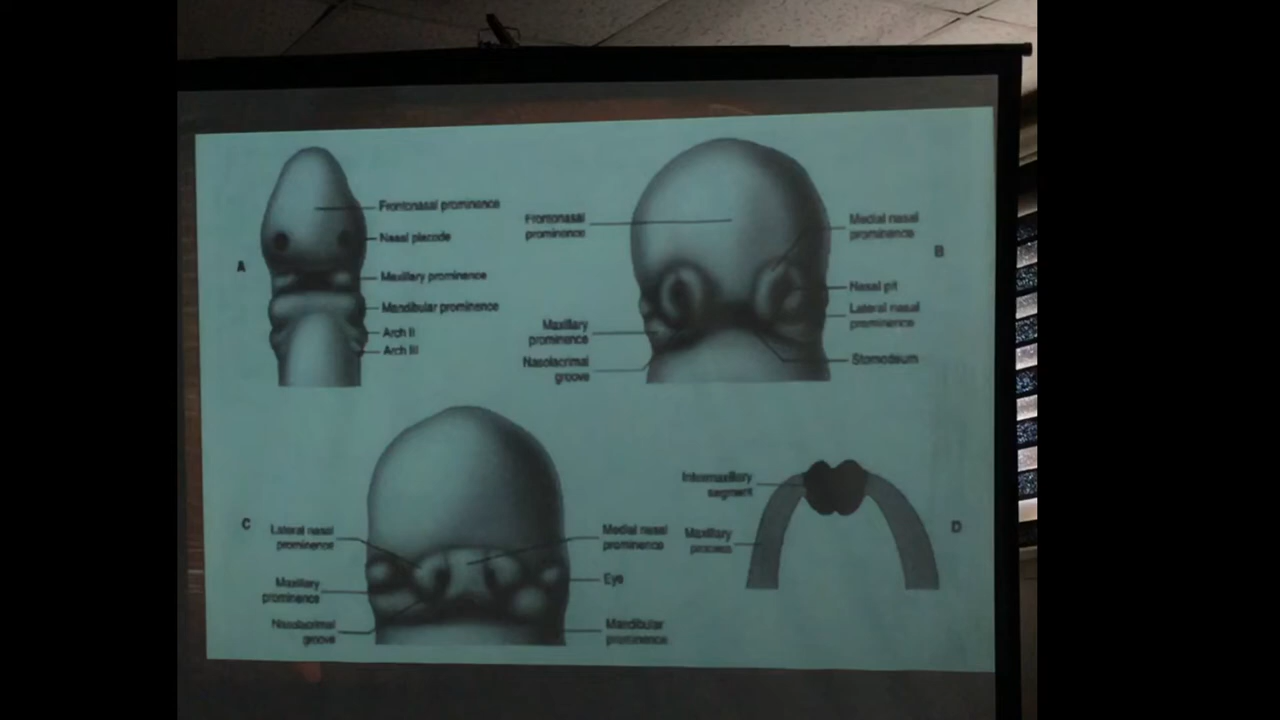 A
Frontonasal prominence
Nasal placode
Maxillary prominence
Mandibular prominence
Arch II
Arch III
Frontonasal
prominence
Maxillary
prominence
Nasolacrimal
groove
Medial nasal
prominence
Nasal pit
Lateral nasal
prominence
Stomodeum
B
C
Lateral nasal
prominence
Maxillary
prominence
Nasolacrimal
groove
Medial nasal
prominence
Eye
Mandibular
prominence
Intermaxillary
segment
Maxillary
process
D